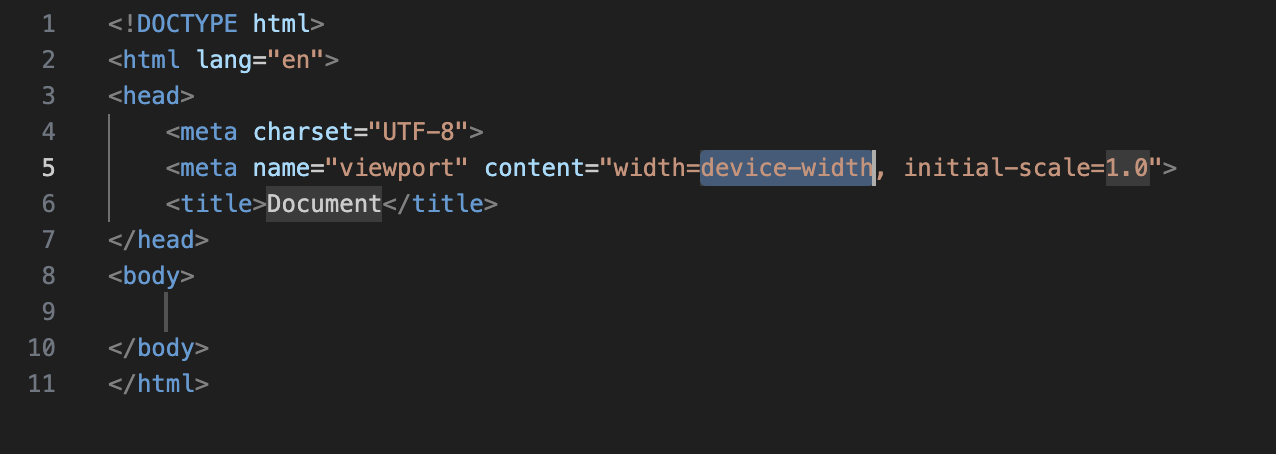 1 <!DOCTYPE html>
2 <html lang="en">
3 <head>
4     <meta charset="UTF-8">
5     <meta name="viewport" content="width=device-width, initial-scale=1.0">
6     <title>Document</title>
7 </head>
8 <body>
9
10 </body>
11 </html>